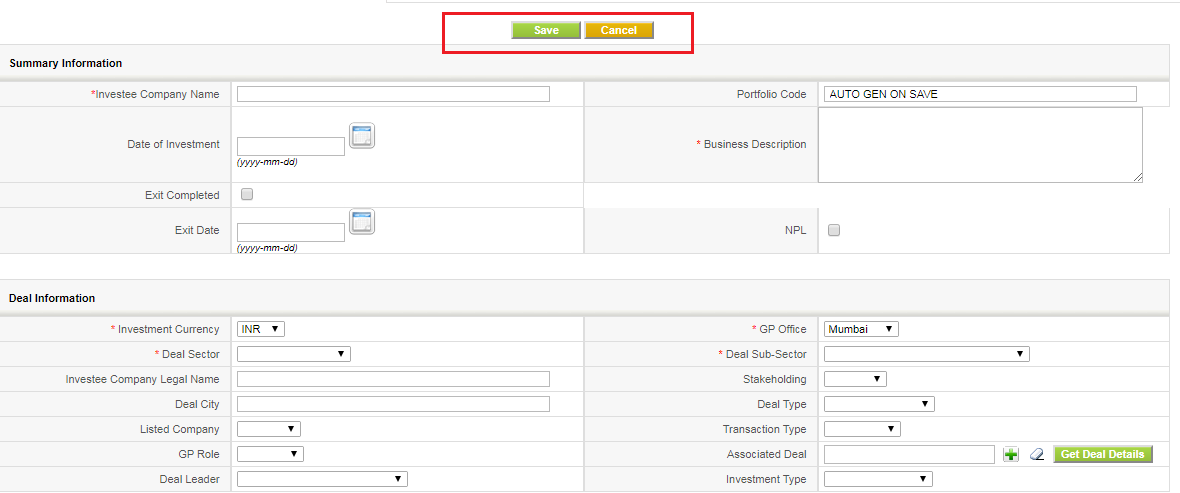 Save Cancel
Summary Information
*Investee Company Name Portfolio Code AUTO GEN ON SAVE
Date of Investment (yyyy-mm-dd) * Business Description
Exit Completed
Exit Date (yyyy-mm-dd) NPL
Deal Information
* Investment Currency INR * GP Office Mumbai
* Deal Sector * Deal Sub-Sector
Investee Company Legal Name Stakeholding
Deal City Deal Type
Listed Company Transaction Type
GP Role Associated Deal Get Deal Details
Deal Leader Investment Type